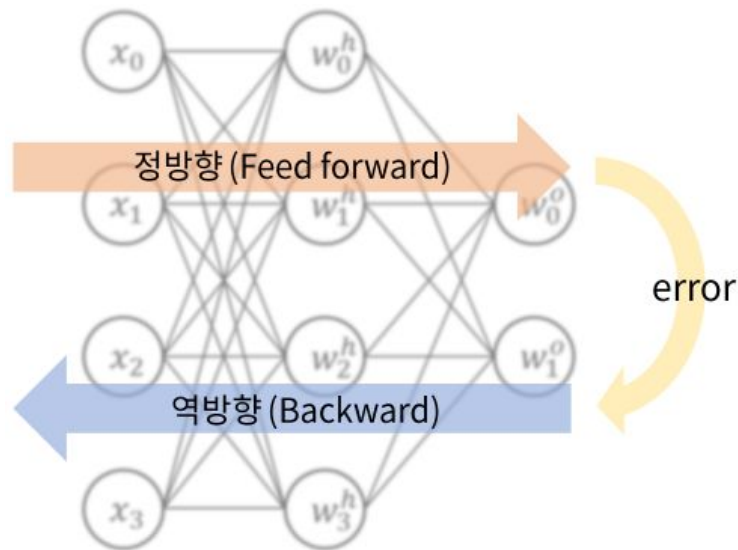 x₀ w₀ʰ
정방향 (Feed forward)
x₁ w₁ʰ w₀ᵒ
error
x₂ w₂ʰ w₁ᵒ
역방향 (Backward)
x₃ w₃ʰ